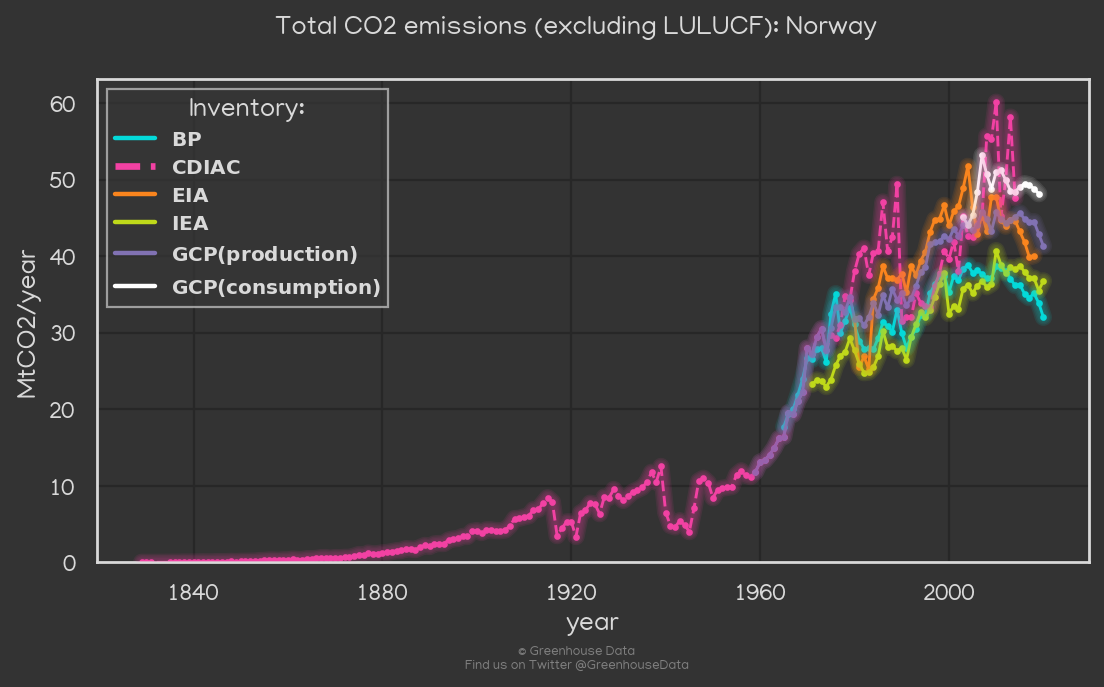 Total CO2 emissions (excluding LULUCF): Norway
Inventory:
BP
CDIAC
EIA
IEA
GCP(production)
GCP(consumption)
MtCO2/year
60
50
40
30
20
10
0
1840 1880 1920 1960 2000
year
© Greenhouse Data
Find us on Twitter @GreenhouseData